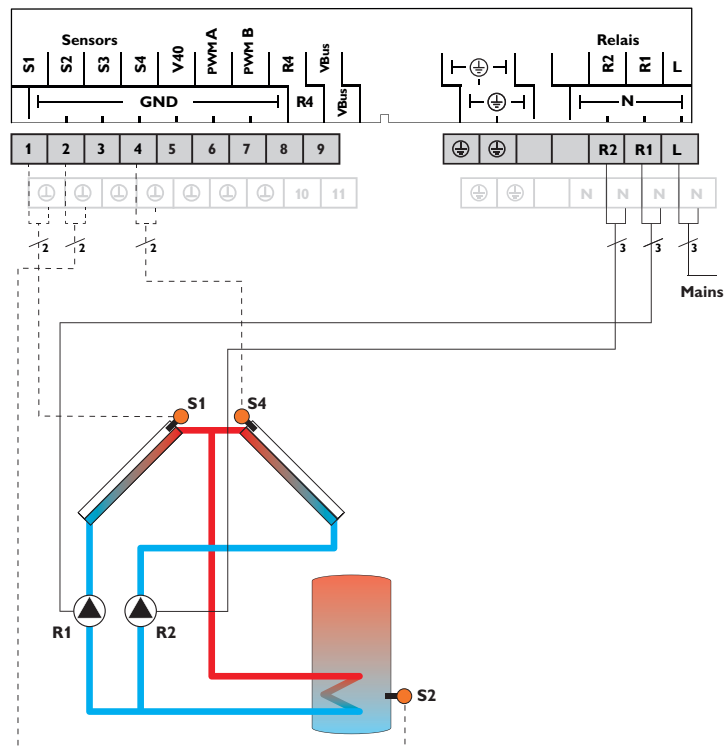 Sensors
Relais
S1 S2 S3 S4 V40 PWM A PWM B R4 VBus
R2 R1 L
GND R4 VBus
N
1 2 3 4 5 6 7 8 9
R2 R1 L
10 11
N N N N
2 2 2
3 3 3
Mains
S1 S4
R1 R2
S2